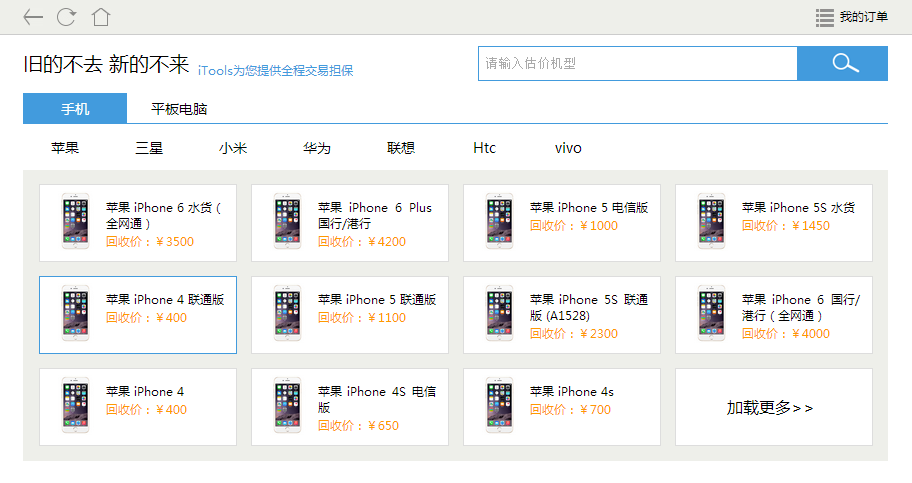 我的订单
旧的不去 新的不来 iTools为您提供全程交易担保
请输入估价机型
手机 平板电脑
苹果 三星 小米 华为 联想 Htc vivo
苹果 iPhone 6 水货 (
全网通 )
回收价：￥3500
苹果 iPhone 6 Plus
国行/港行
回收价：￥4200
苹果 iPhone 5 电信版
回收价：￥1000
苹果 iPhone 5S 水货
回收价：￥1450
苹果 iPhone 4 联通版
回收价：￥400
苹果 iPhone 5 联通版
回收价：￥1100
苹果 iPhone 5S 联通
版 (A1528)
回收价：￥2300
苹果 iPhone 6 国行/
港行 ( 全网通 )
回收价：￥4000
苹果 iPhone 4
回收价：￥400
苹果 iPhone 4S 电信
版
回收价：￥650
苹果 iPhone 4s
回收价：￥700
加载更多>>